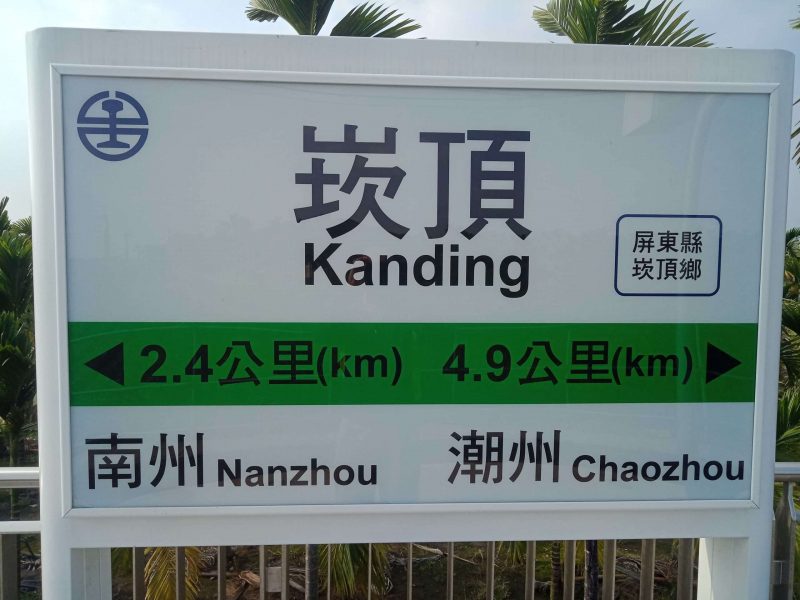 崁頂
Kanding
屏東縣
崁頂鄉
2.4公里(km) 4.9公里(km)
南州 Nanzhou 潮州 Chaozhou